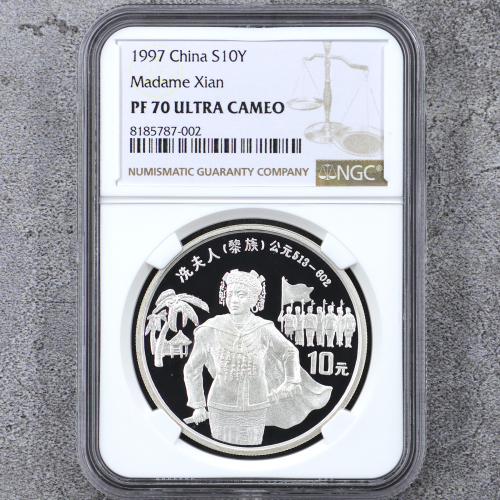 1997 China S10Y
Madame Xian
PF 70 ULTRA CAMEO
8185787-002
NUMISMATIC GUARANTY COMPANY
NGC
冼夫人(黎族)公元513-602
10元